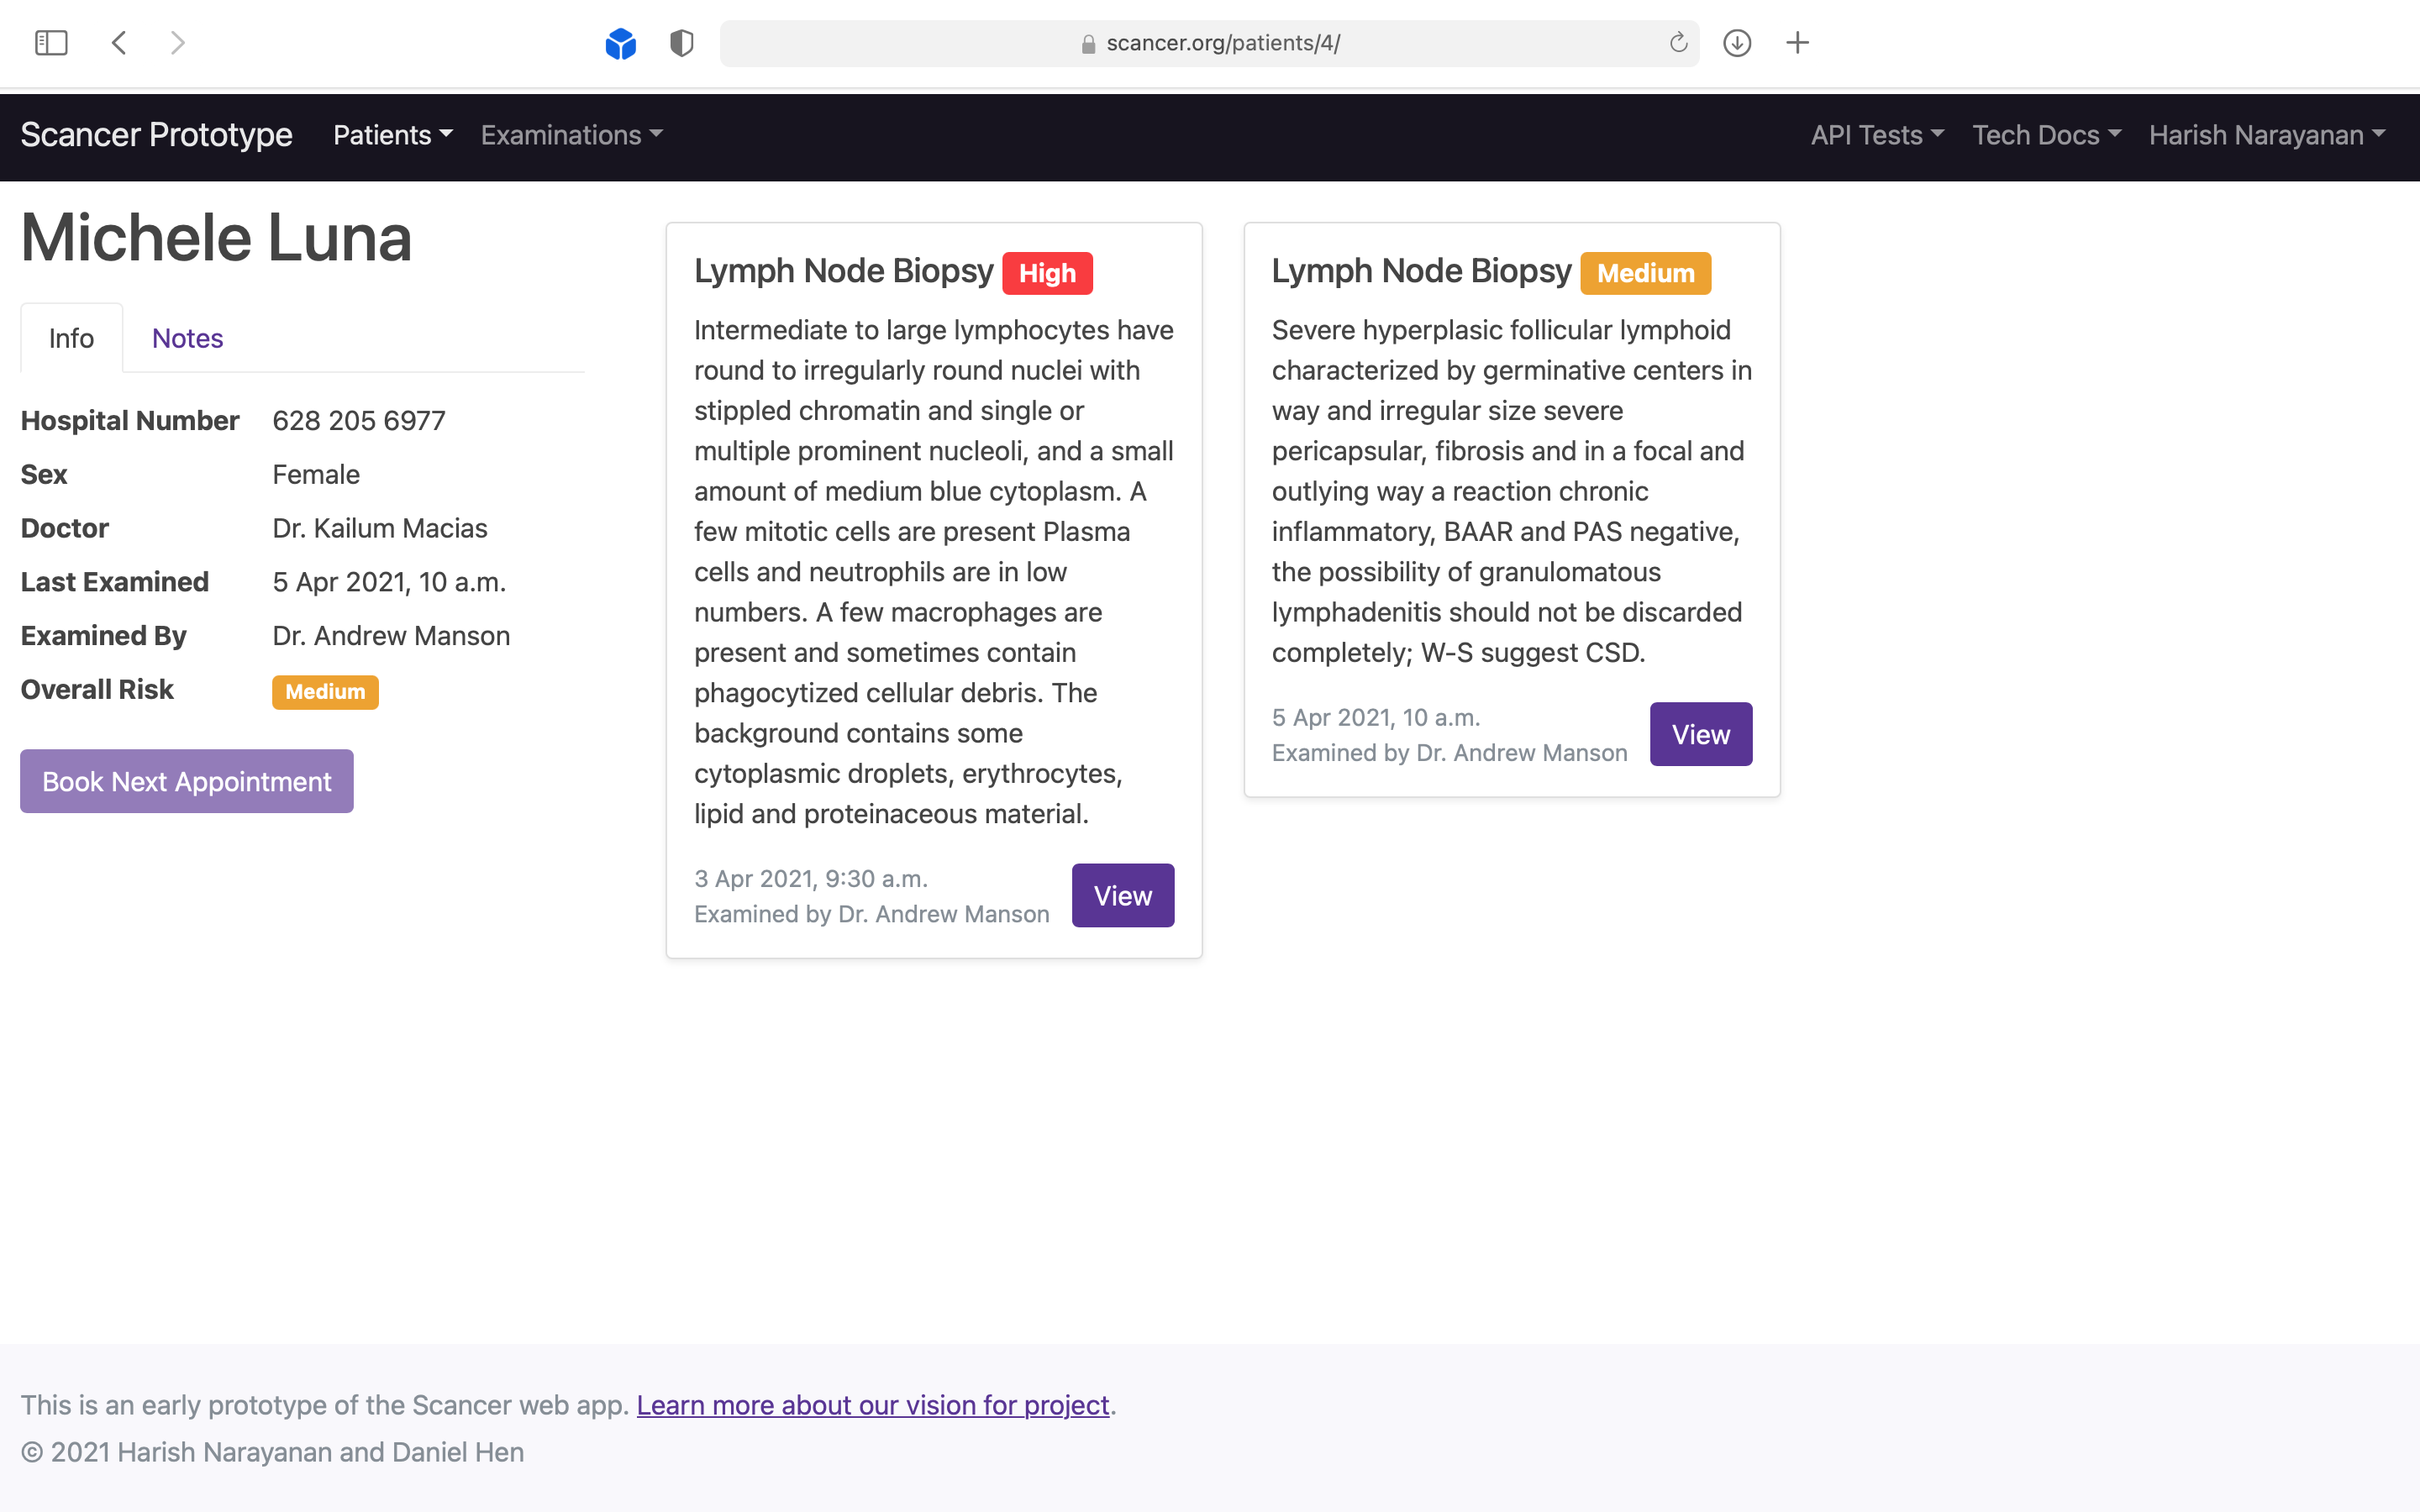 scancer.org/patients/4/
Scancer Prototype Patients Examinations API Tests Tech Docs Harish Narayanan
Michele Luna
Info Notes
Hospital Number 628 205 6977
Sex Female
Doctor Dr. Kailum Macias
Last Examined 5 Apr 2021, 10 a.m.
Examined By Dr. Andrew Manson
Overall Risk Medium
Book Next Appointment
Lymph Node Biopsy High
Intermediate to large lymphocytes have
round to irregularly round nuclei with
stippled chromatin and single or
multiple prominent nucleoli, and a small
amount of medium blue cytoplasm. A
few mitotic cells are present Plasma
cells and neutrophils are in low
numbers. A few macrophages are
present and sometimes contain
phagocytized cellular debris. The
background contains some
cytoplasmic droplets, erythrocytes,
lipid and proteinaceous material.
3 Apr 2021, 9:30 a.m.
Examined by Dr. Andrew Manson
View
Lymph Node Biopsy Medium
Severe hyperplasic follicular lymphoid
characterized by germinative centers in
way and irregular size severe
pericapsular, fibrosis and in a focal and
outlying way a reaction chronic
inflammatory, BAAR and PAS negative,
the possibility of granulomatous
lymphadenitis should not be discarded
completely; W-S suggest CSD.
5 Apr 2021, 10 a.m.
Examined by Dr. Andrew Manson
View
This is an early prototype of the Scancer web app. Learn more about our vision for project.
© 2021 Harish Narayanan and Daniel Hen